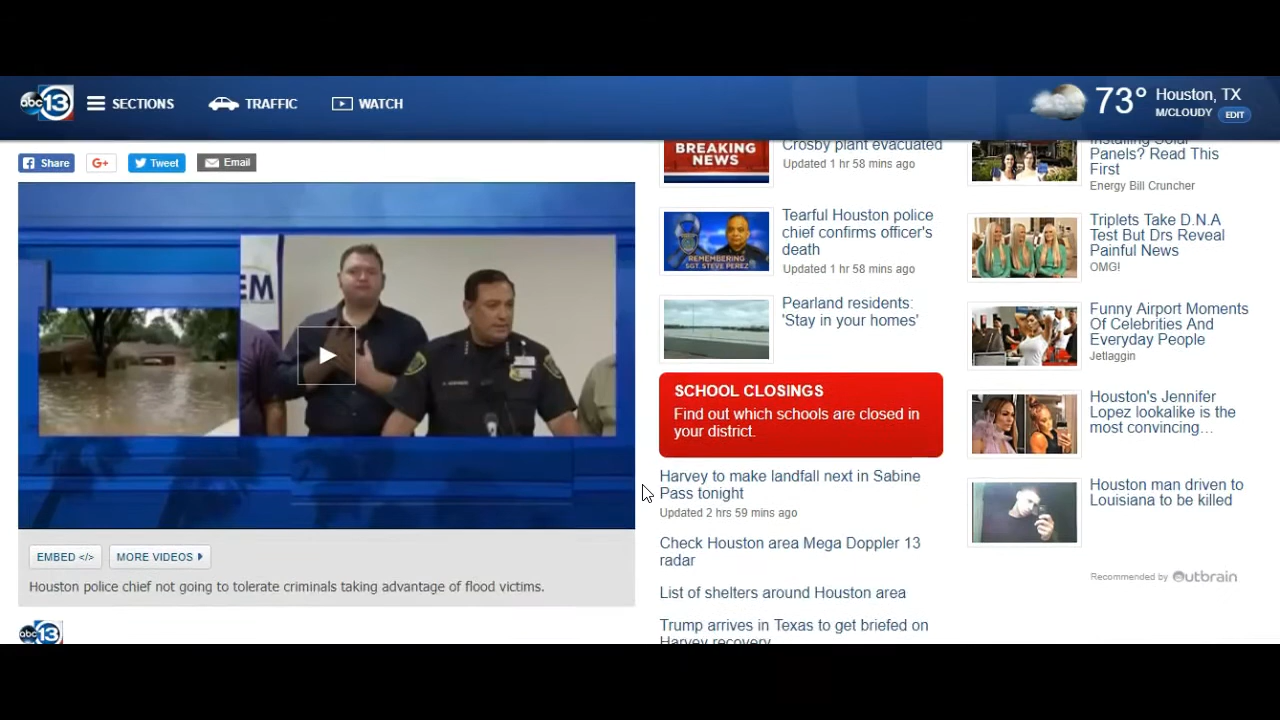 abc 13
SECTIONS
TRAFFIC
WATCH
73°
Houston, TX
M/CLOUDY
EDIT
Share
G+
Tweet
Email
EM
EMBED </>
MORE VIDEOS
Houston police chief not going to tolerate criminals taking advantage of flood victims.
abc 13
BREAKING
NEWS
Crosby plant evacuated
Updated 1 hr 58 mins ago
REMEMBERING
SGT. STEVE PEREZ
Tearful Houston police
chief confirms officer's
death
Updated 1 hr 58 mins ago
Pearland residents:
'Stay in your homes'
SCHOOL CLOSINGS
Find out which schools are closed in
your district.
Harvey to make landfall next in Sabine
Pass tonight
Updated 2 hrs 59 mins ago
Check Houston area Mega Doppler 13
radar
List of shelters around Houston area
Trump arrives in Texas to get briefed on
Harvey recovery
Installing Solar
Panels? Read This
First
Energy Bill Cruncher
Triplets Take D.N.A
Test But Drs Reveal
Painful News
OMG!
Funny Airport Moments
Of Celebrities And
Everyday People
Jetlaggin
Houston's Jennifer
Lopez lookalike is the
most convincing…
Houston man driven to
Louisiana to be killed
Recommended by Outbrain